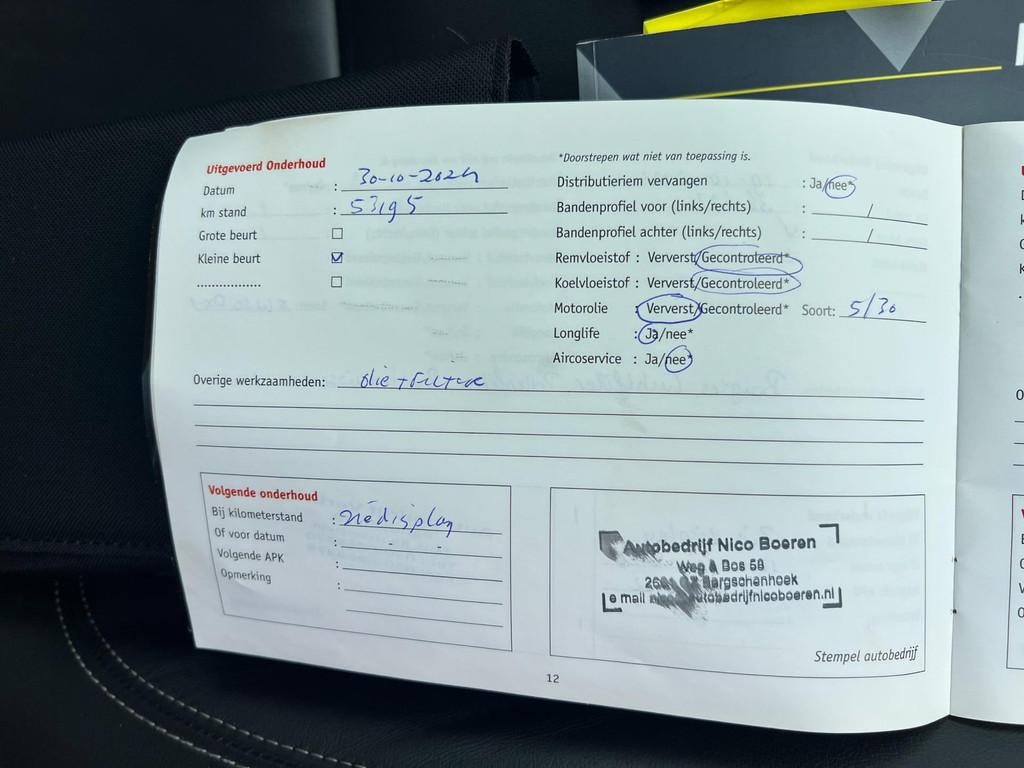 Uitgevoerd Onderhoud
Datum : 30-10-2024
km stand : 53195
Grote beurt
Kleine beurt
.................
*Doorstrepen wat niet van toepassing is.
Distributieriem vervangen : Ja/nee*
Bandenprofiel voor (links/rechts) : /
Bandenprofiel achter (links/rechts) : /
Remvloeistof : Ververst/Gecontroleerd*
Koelvloeistof : Ververst/Gecontroleerd*
Motorolie : Ververst/Gecontroleerd* Soort: 5/30
Longlife : Ja/nee*
Aircoservice : Ja/nee*
Overige werkzaamheden: olie + Filter
Volgende onderhoud
Bij kilometerstand : zie display
Of voor datum : - -
Volgende APK :
Opmerking :
Autobedrijf Nico Boeren
Weg & Bos 58
Bergschenhoek
e mail autobedrijfnicoboeren.nl
Stempel autobedrijf
12